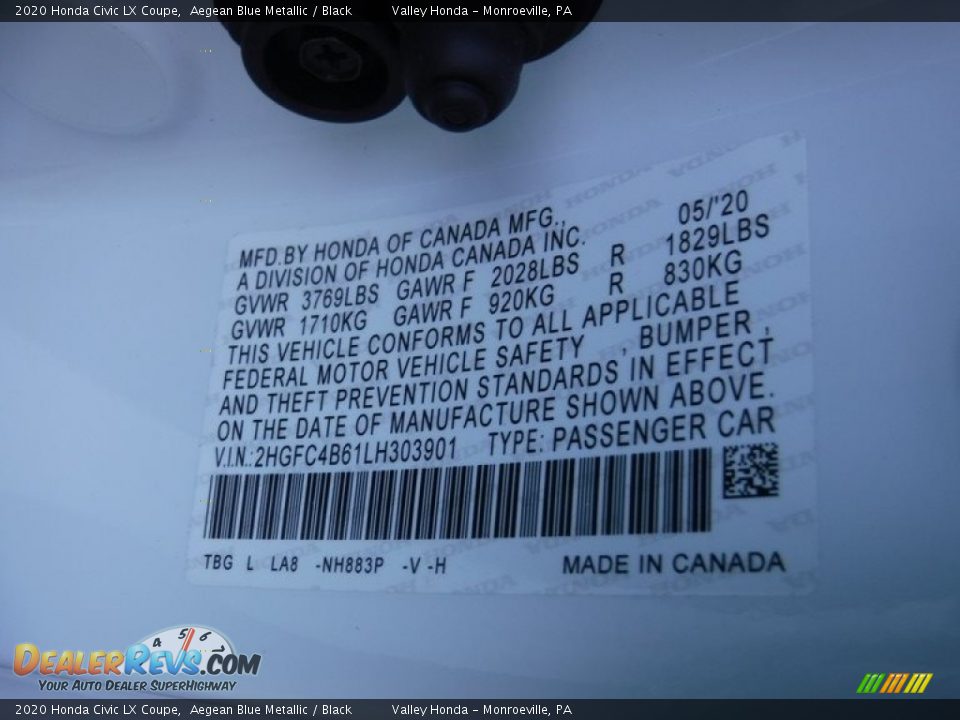 2020 Honda Civic LX Coupe, Aegean Blue Metallic / Black Valley Honda - Monroeville, PA
MFD.BY HONDA OF CANADA MFG.,
A DIVISION OF HONDA CANADA INC. 05/'20
GVWR 3769LBS GAWR F 2028LBS R 1829LBS
GVWR 1710KG GAWR F 920KG R 830KG
THIS VEHICLE CONFORMS TO ALL APPLICABLE
FEDERAL MOTOR VEHICLE SAFETY , BUMPER ,
AND THEFT PREVENTION STANDARDS IN EFFECT
ON THE DATE OF MANUFACTURE SHOWN ABOVE.
V.I.N.:2HGFC4B61LH303901 TYPE: PASSENGER CAR
TBG L LA8 -NH883P -V -H MADE IN CANADA
4 5 6
DEALERREVS.COM
YOUR AUTO DEALER SUPERHIGHWAY
2020 Honda Civic LX Coupe, Aegean Blue Metallic / Black Valley Honda - Monroeville, PA